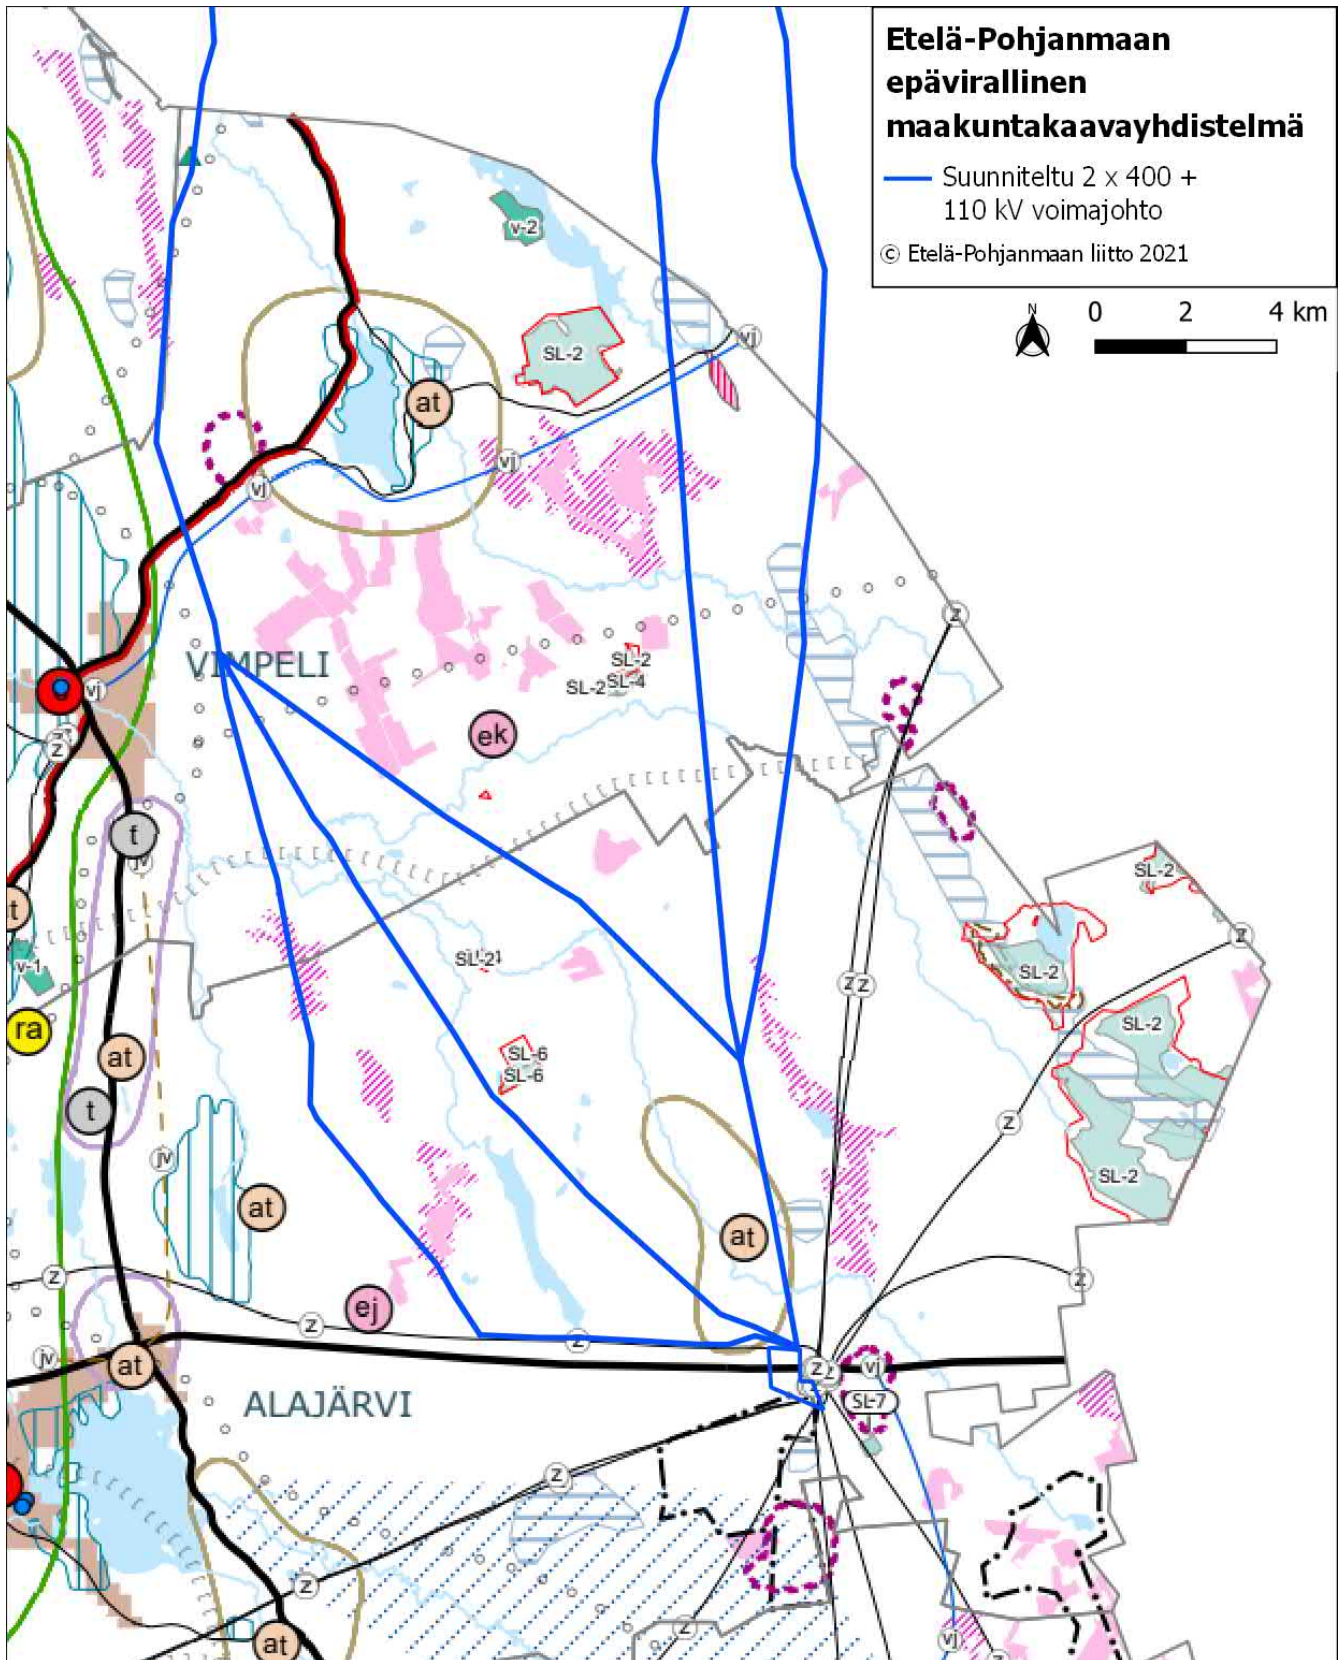 Etelä-Pohjanmaan
epävirallinen
maakuntakaavayhdistelmä
Suunniteltu 2 x 400 +
110 kV voimajohto
© Etelä-Pohjanmaan liitto 2021
N
0 2 4 km
v-2
vj
SL-2
at
vj
vj
z
SL-2
VIMPELI
SL-2 SL-4
vj
ek
z
t
jv
SL-2
t
z
SL-2
v-1
SL-2
z z
ra
SL-2
SL-6
at
SL-6
t
z
jv
SL-2
at
at
z
z
ej
z
z
jv
at
z
vj
ALAJÄRVI
SL-7
z
z
z
at
vj
z